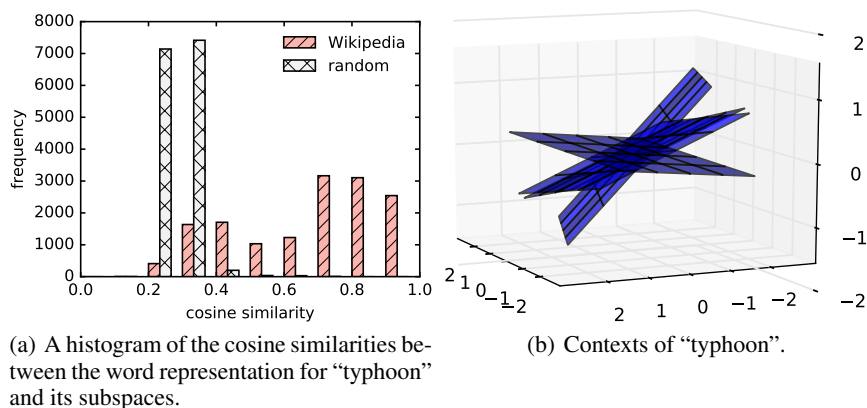 8000
7000
6000
5000
4000
3000
2000
1000
0
frequency
Wikipedia
random
0.0 0.2 0.4 0.6 0.8 1.0
cosine similarity
2
1
0
−1
−2
2 1 0 −1 −2
2 1 0 −1 −2
(a) A histogram of the cosine similarities be-
tween the word representation for “typhoon”
and its subspaces.
(b) Contexts of “typhoon”.